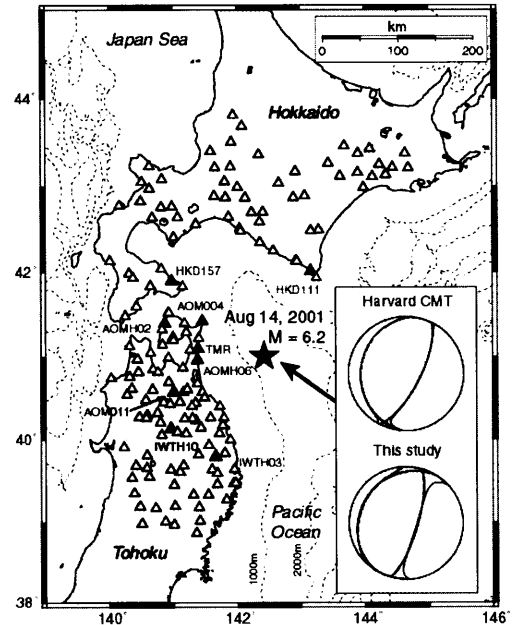 Japan Sea
km
0 100 200
44°
Hokkaido
42°
HKD157
HKD111
AOM004
Aug 14, 2001
M = 6.2
AOMH02
TMR
AOMH06
AOM011
40°
IWTH10
IWTH03
Harvard CMT
This study
Pacific
Ocean
Tohoku
1000m
2000m
38°
140° 142° 144° 146°